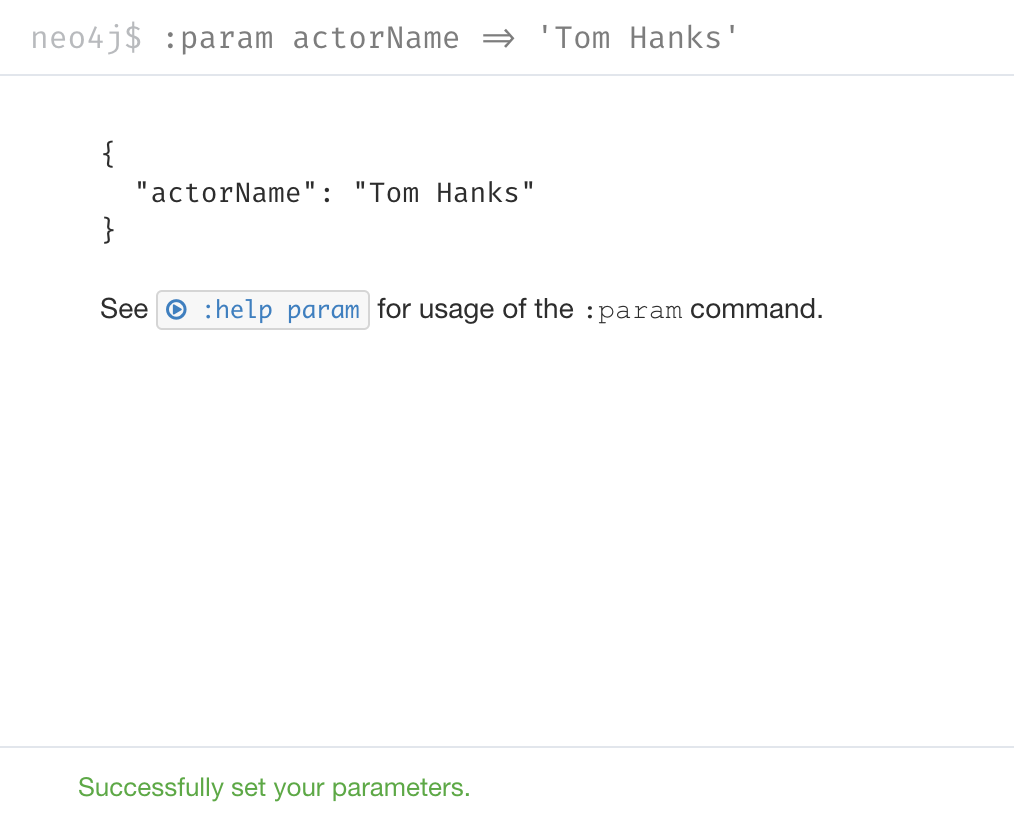 neo4j$ :param actorName => 'Tom Hanks'
{
"actorName": "Tom Hanks"
}
See :help param for usage of the :param command.
Successfully set your parameters.